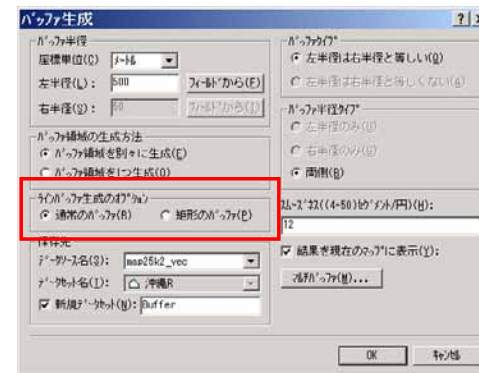 バッファ生成
バッファ半径
座標単位(C) メートル
左半径(L): 500 フィールドから(F)
右半径(S): 50 フィールドから(I)
バッファ領域の生成方法
バッファ領域を別々に生成(E)
バッファ領域を1つ生成(O)
ラインバッファ生成のオプション
通常のバッファ(R) 矩形のバッファ(P)
保存先
データソース名(S): map25k2_vec
データセット名(I): 沖縄R
新規データセット(N): Buffer
バッファタイプ
左半径は右半径と等しい(Q)
左半径は右半径と等しくない(A)
バッファ半径タイプ
左半径のみ(U)
右半径のみ(G)
両側(B)
スムーズネス((4-50)セグメント/円)(H):
12
結果を現在のマップに表示(Y):
マルチバッファ(M)...
OK キャンセル